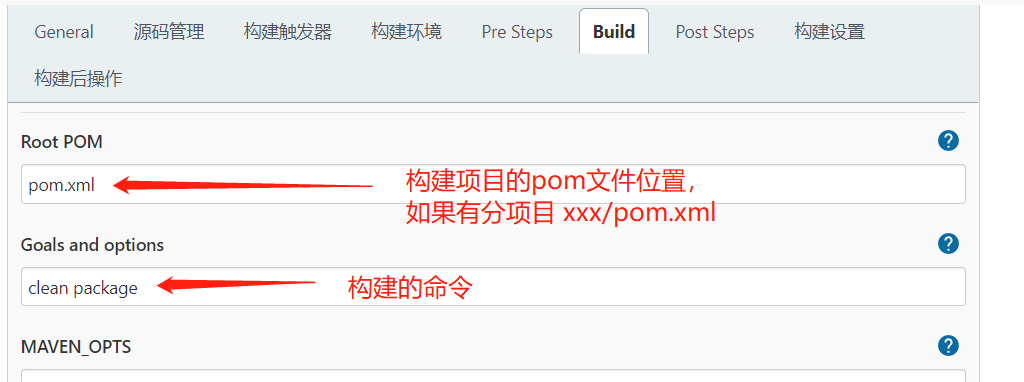 General 源码管理 构建触发器 构建环境 Pre Steps Build Post Steps 构建设置
构建后操作
Root POM
pom.xml
构建项目的pom文件位置，
如果有分项目 xxx/pom.xml
Goals and options
clean package
构建的命令
MAVEN_OPTS